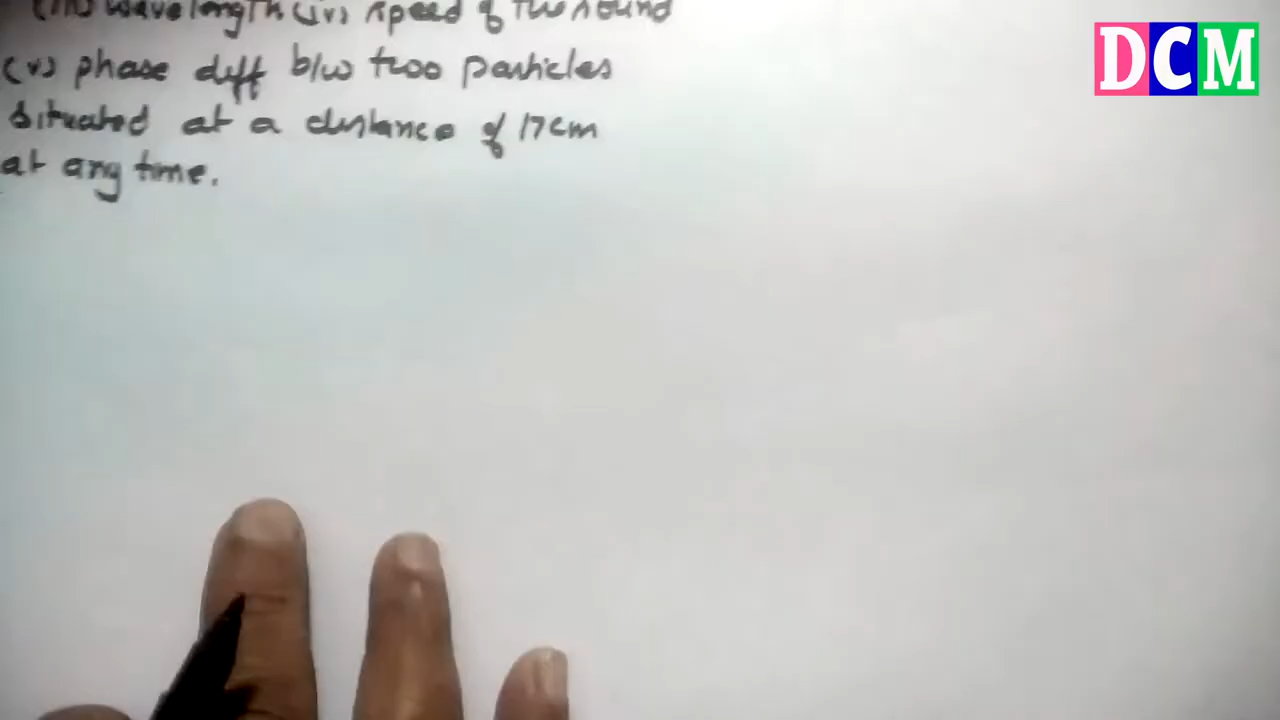 (iii) wavelength (iv) speed of the sound
(v) phase diff b/w two particles
situated at a distance of 17cm
at any time.
DCM